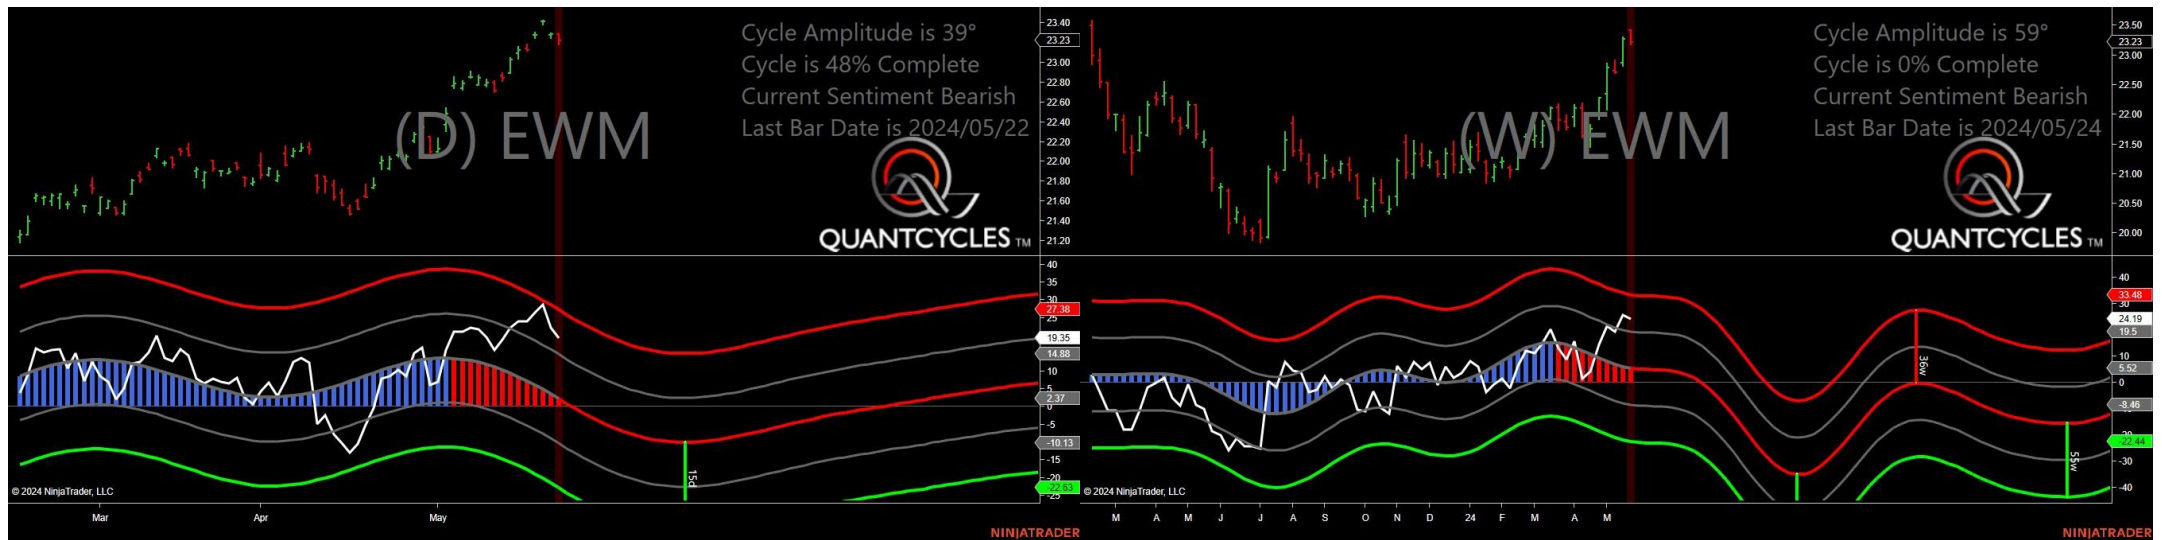 Cycle Amplitude is 39°
Cycle is 48% Complete
Current Sentiment Bearish
Last Bar Date is 2024/05/22
(D) EWM
QUANTCYCLES TM
23.40
23.23
23.00
22.80
22.60
22.40
22.20
22.00
21.80
21.60
21.40
21.20
40
35
30
27.38
25
19.35
14.88
10
5
2.37
0
-5
-10.13
-15
-20
-22.63
-25
15d
© 2024 NinjaTrader, LLC
Mar Apr May
NINJATRADER
Cycle Amplitude is 59°
Cycle is 0% Complete
Current Sentiment Bearish
Last Bar Date is 2024/05/24
(W) EWM
QUANTCYCLES TM
23.50
23.23
23.00
22.50
22.00
21.50
21.00
20.50
20.00
40
33.48
30
24.19
19.5
10
5.52
0
-8.46
-20
-22.44
-30
-40
36w
55w
© 2024 NinjaTrader, LLC
M A M J J A S O N D 24 F M A M
NINJATRADER